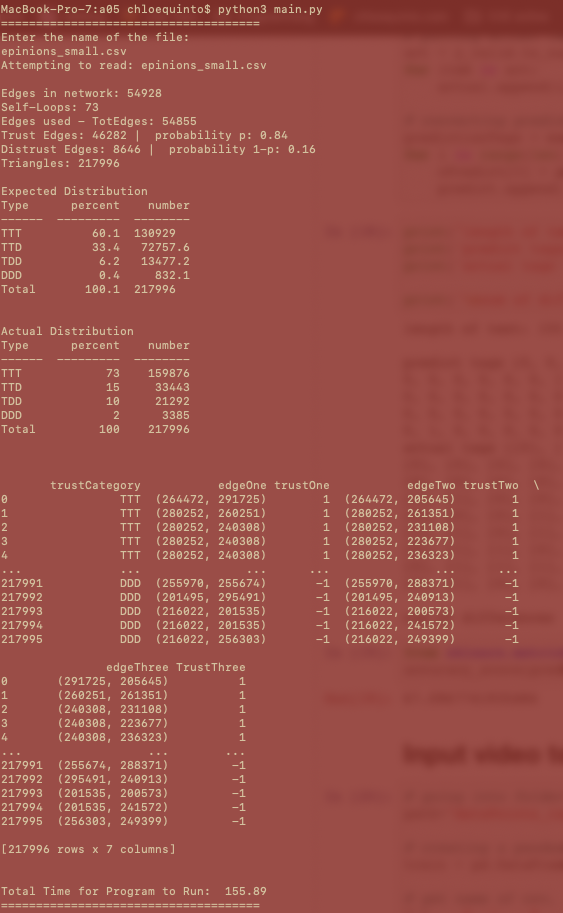 MacBook-Pro-7:a05 chloequinto$ python3 main.py
=====================================
Enter the name of the file:
epinions_small.csv
Attempting to read: epinions_small.csv
Edges in network: 54928
Self-Loops: 73
Edges used - TotEdges: 54855
Trust Edges: 46282 |  probability p: 0.84
Distrust Edges: 8646 |  probability 1-p: 0.16
Triangles: 217996
Expected Distribution
Type      percent    number
------  ---------  --------
TTT          60.1  130929
TTD          33.4   72757.6
TDD           6.2   13477.2
DDD           0.4     832.1
Total       100.1  217996
Actual Distribution
Type      percent    number
------  ---------  --------
TTT            73    159876
TTD            15     33443
TDD            10     21292
DDD             2      3385
Total         100    217996
       trustCategory           edgeOne trustOne           edgeTwo trustTwo  \
0                TTT  (264472, 291725)        1  (264472, 205645)        1
1                TTT  (280252, 260251)        1  (280252, 261351)        1
2                TTT  (280252, 240308)        1  (280252, 231108)        1
3                TTT  (280252, 240308)        1  (280252, 223677)        1
4                TTT  (280252, 240308)        1  (280252, 236323)        1
...              ...               ...      ...               ...      ...
217991           DDD  (255970, 255674)       -1  (255970, 288371)       -1
217992           DDD  (201495, 295491)       -1  (201495, 240913)       -1
217993           DDD  (216022, 201535)       -1  (216022, 200573)       -1
217994           DDD  (216022, 201535)       -1  (216022, 241572)       -1
217995           DDD  (216022, 256303)       -1  (216022, 249399)       -1
               edgeThree TrustThree
0       (291725, 205645)          1
1       (260251, 261351)          1
2       (240308, 231108)          1
3       (240308, 223677)          1
4       (240308, 236323)          1
...                  ...        ...
217991  (255674, 288371)         -1
217992  (295491, 240913)         -1
217993  (201535, 200573)         -1
217994  (201535, 241572)         -1
217995  (256303, 249399)         -1
[217996 rows x 7 columns]
Total Time for Program to Run:  155.89
=====================================
Input video